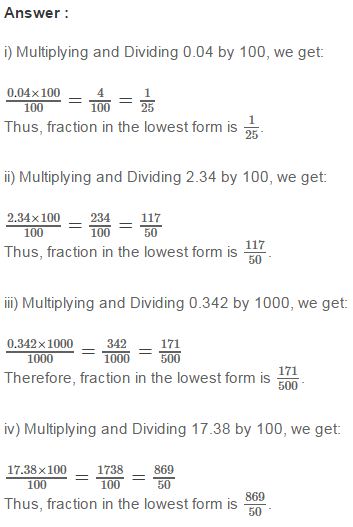 Answer :
i) Multiplying and Dividing 0.04 by 100, we get:
\frac{0.04×100}{100} = \frac{4}{100} = \frac{1}{25}
Thus, fraction in the lowest form is \frac{1}{25}.
ii) Multiplying and Dividing 2.34 by 100, we get:
\frac{2.34×100}{100} = \frac{234}{100} = \frac{117}{50}
Thus, fraction in the lowest form is \frac{117}{50}.
iii) Multiplying and Dividing 0.342 by 1000, we get:
\frac{0.342×1000}{1000} = \frac{342}{1000} = \frac{171}{500}
Therefore, fraction in the lowest form is \frac{171}{500}.
iv) Multiplying and Dividing 17.38 by 100, we get:
\frac{17.38×100}{100} = \frac{1738}{100} = \frac{869}{50}
Thus, fraction in the lowest form is \frac{869}{50}.